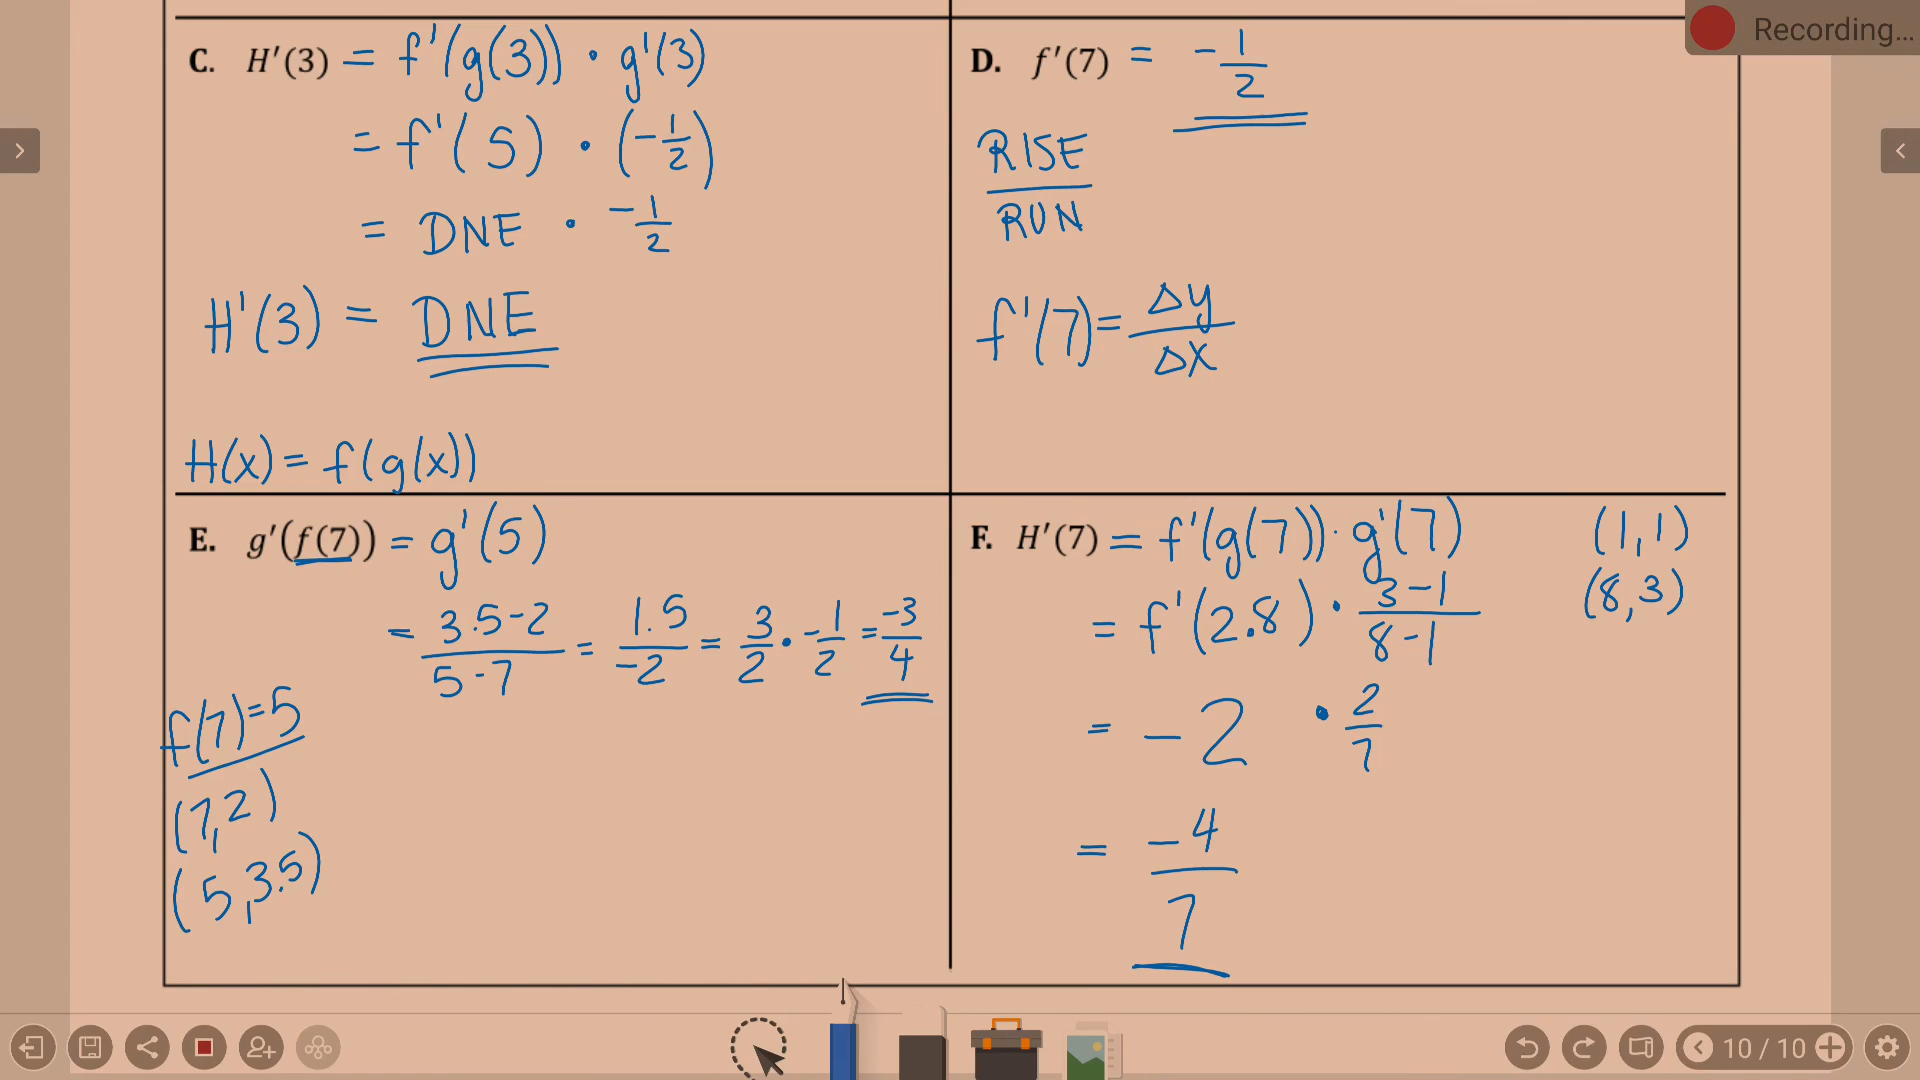 Recording...
C. H′(3) = f'(g(3)) · g'(3)
= f'(5) · (-1/2)
= DNE · -1/2
H'(3) = DNE
H(x) = f(g(x))
D. f′(7) = -1/2
RISE
RUN
f'(7) = Δy/Δx
E. g′(f(7)) = g'(5)
= 3.5-2/5-7 = 1.5/-2 = 3/2 · -1/2 = -3/4
f(7)=5
(7,2)
(5,3.5)
F. H′(7) = f'(g(7)) · g'(7)
(1,1)
(8,3)
= f'(2.8) · 3-1/8-1
= -2 · 2/7
= -4/7
10 / 10